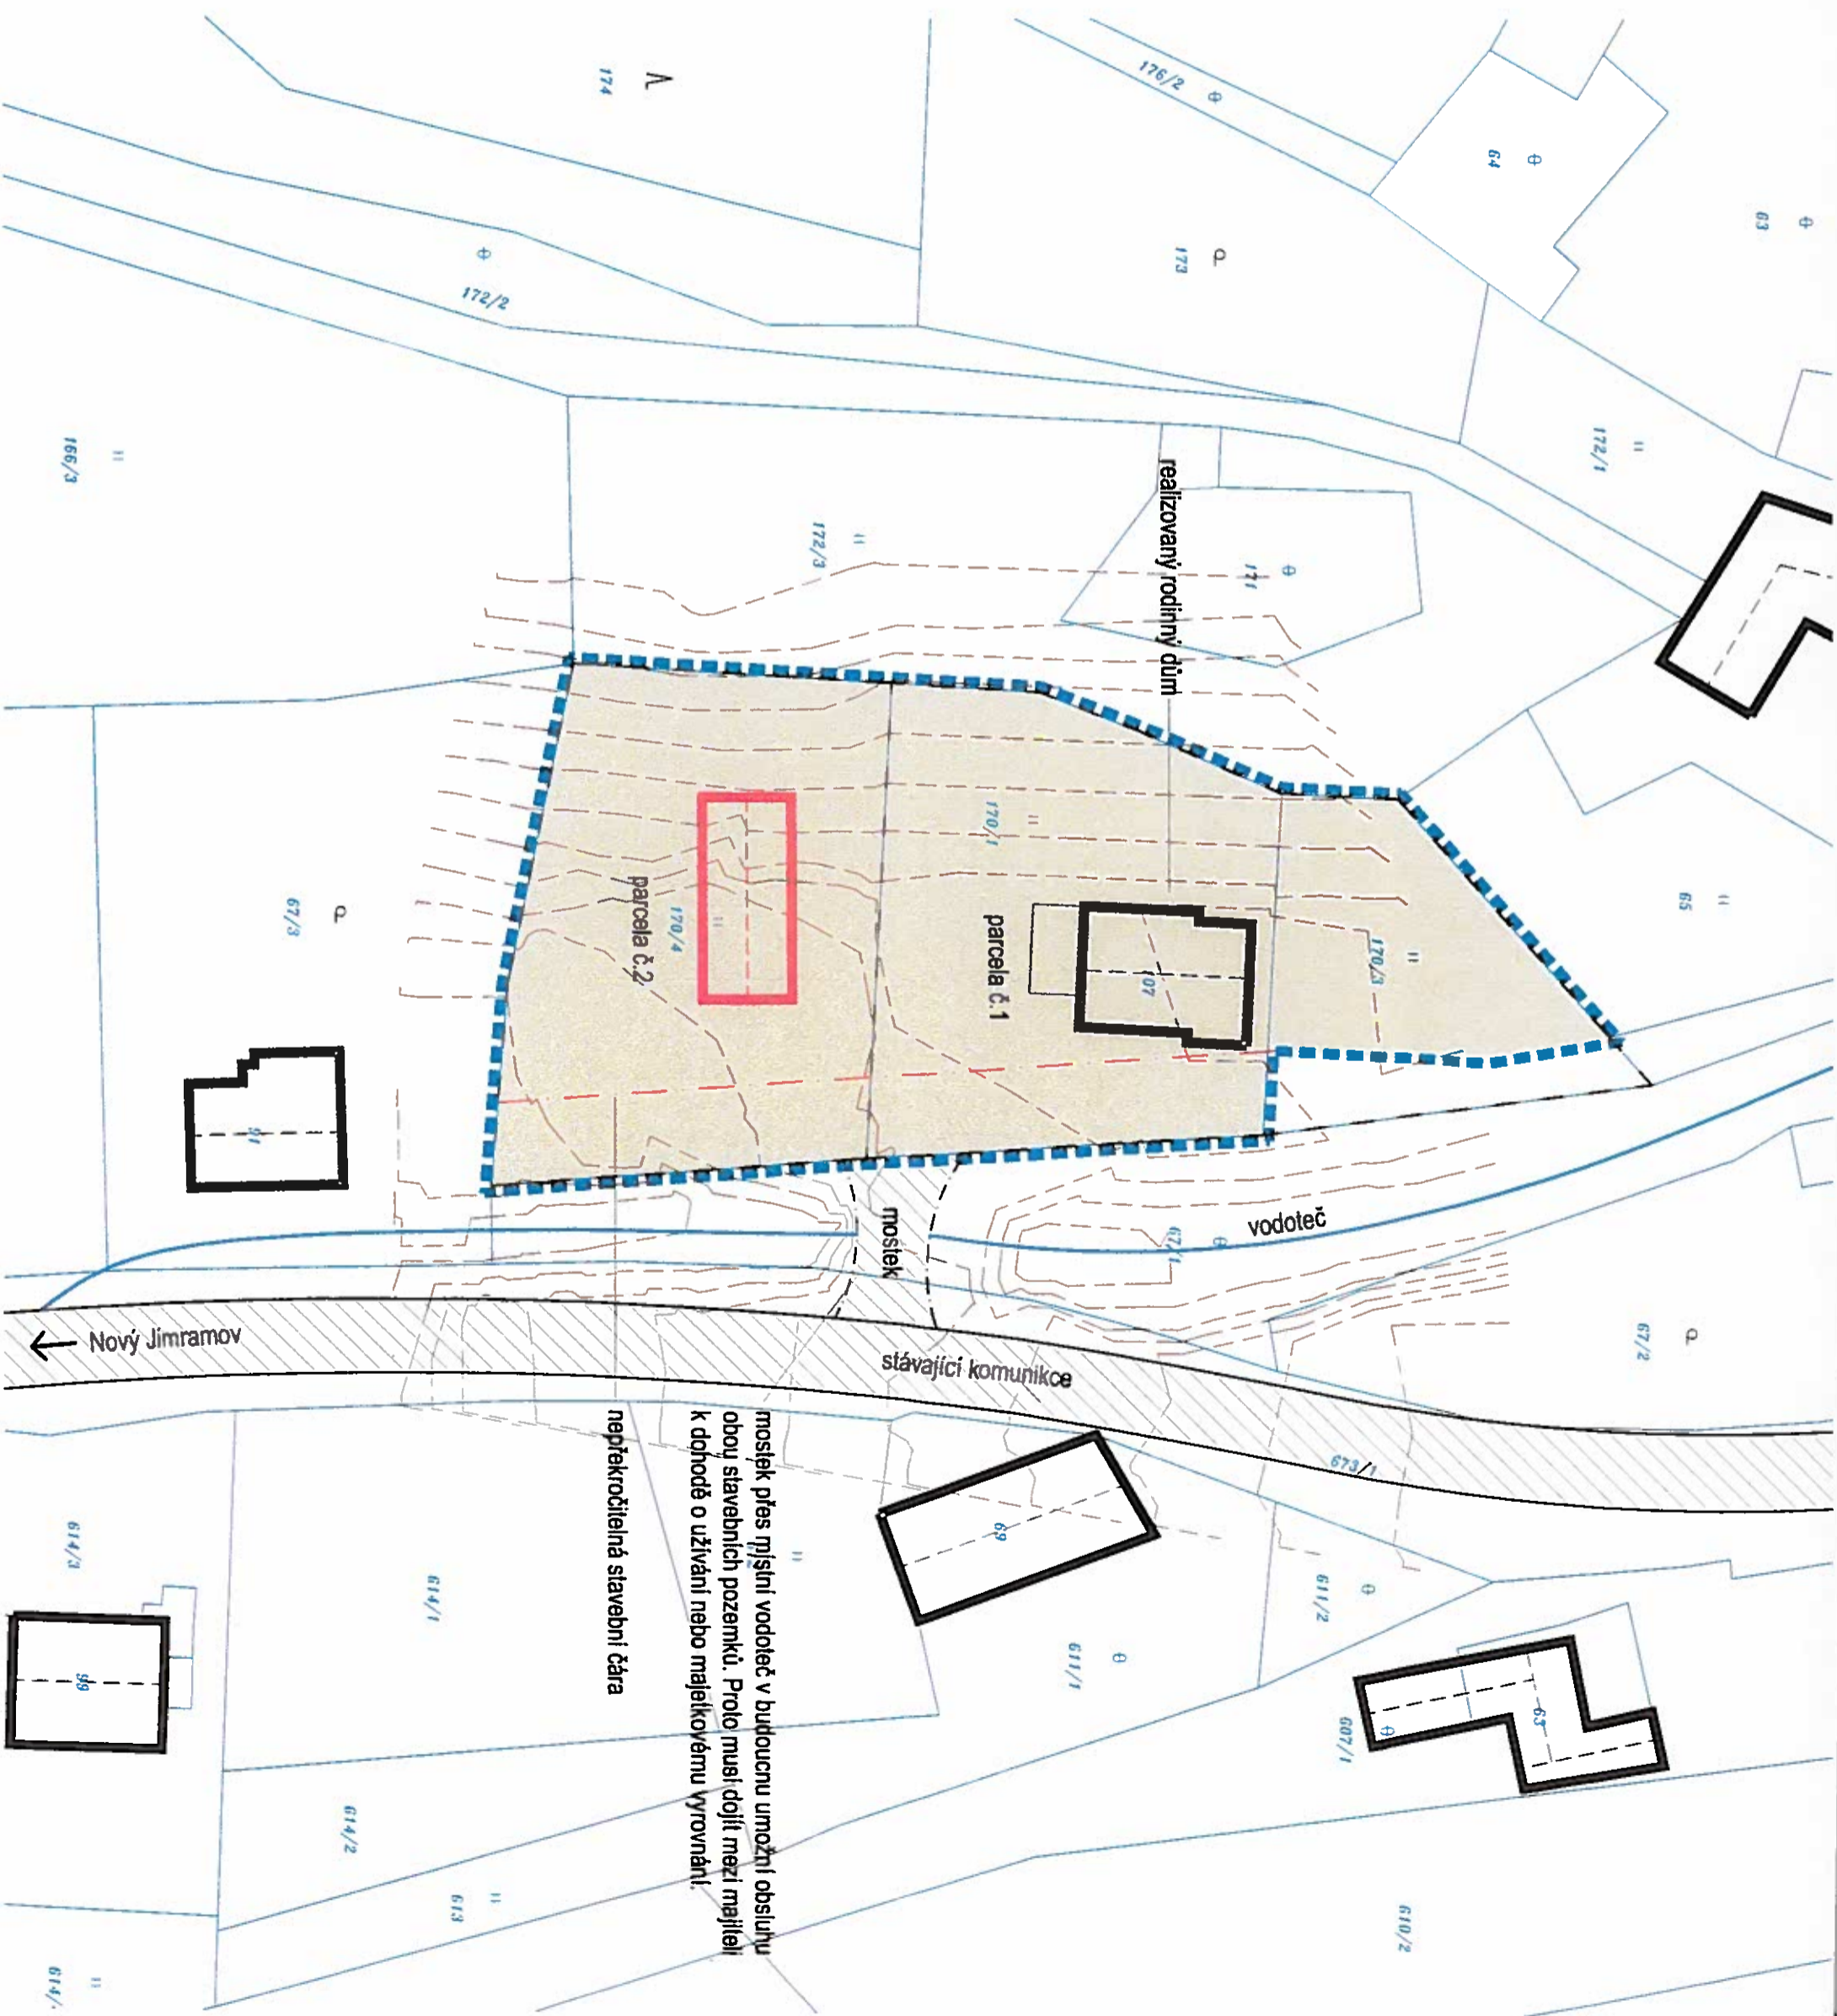 176/2
64
63
174
173
172/2
172/1
166/3
172/3
171
realizovaný rodinný dům
65
170/1
170/3
67/3
parcela č.2
170/4
parcela č.1
107
91
mostek
67/1
vodoteč
67/2
Nový Jimramov
stávající komunikce
673/1
mostek přes místní vodoteč v budoucnu umožní obsluhu
obou stavebních pozemků. Proto musí dojít mezi majiteli
k dohodě o užívání nebo majetkovému vyrovnání.
nepřekročitelná stavební čára
69
614/3
614/1
611/2
611/1
99
63
607/1
614/2
613
610/2